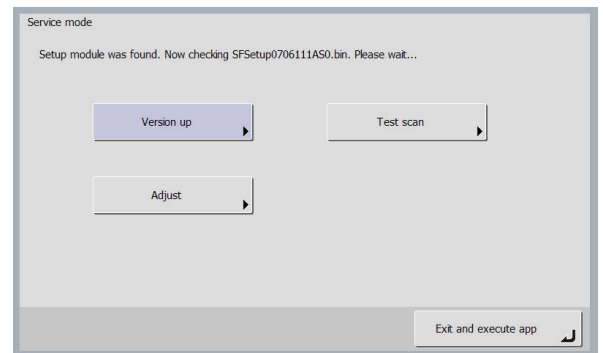 Service mode
Setup module was found. Now checking SFSetup0706111AS0.bin. Please wait...
Version up
Test scan
Adjust
Exit and execute app